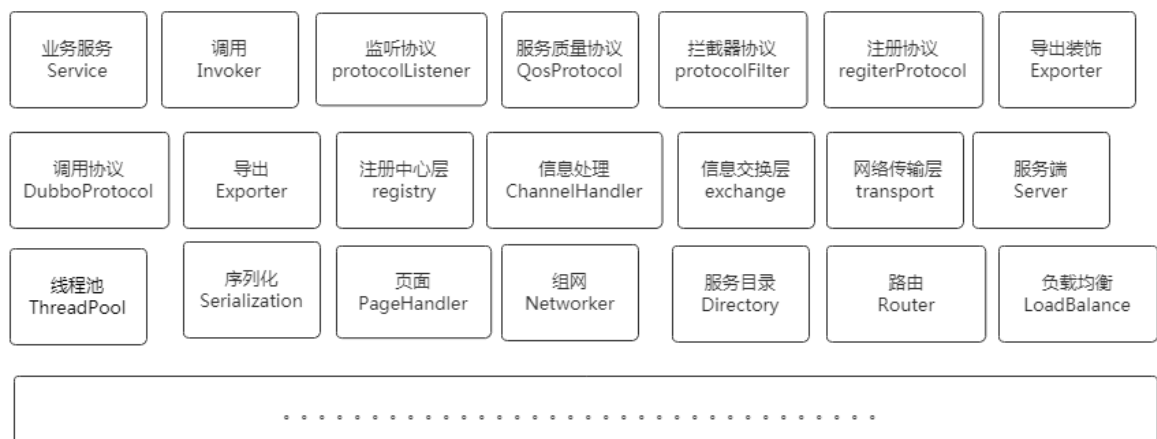 业务服务
Service
调用
Invoker
监听协议
protocolListener
服务质量协议
QosProtocol
拦截器协议
protocolFilter
注册协议
regiterProtocol
导出装饰
Exporter
调用协议
DubboProtocol
导出
Exporter
注册中心层
registry
信息处理
ChannelHandler
信息交换层
exchange
网络传输层
transport
服务端
Server
线程池
ThreadPool
序列化
Serialization
页面
PageHandler
组网
Networker
服务目录
Directory
路由
Router
负载均衡
LoadBalance
。。。。。。。。。。。。。。。。。。。。。。。。。。。。。。。。。。